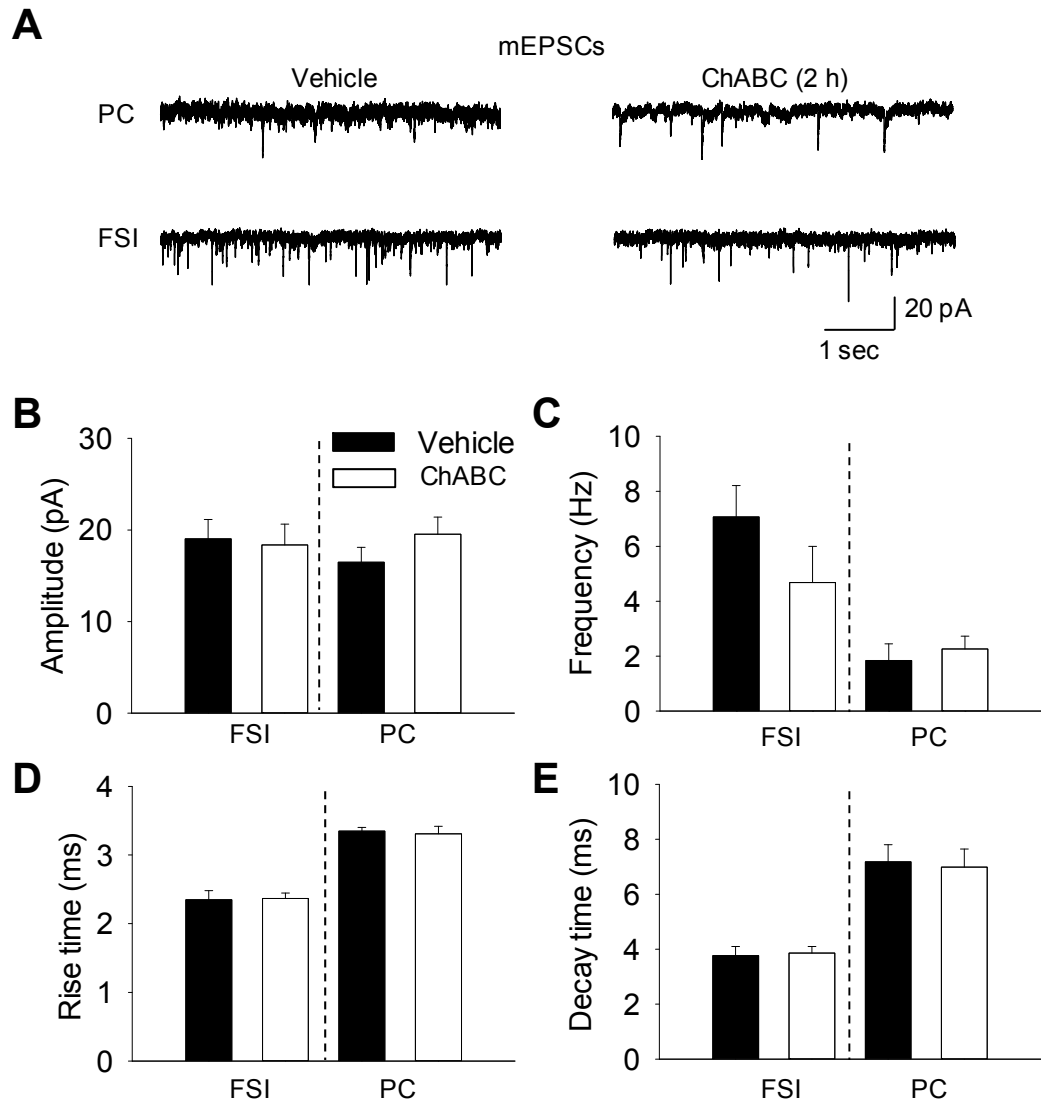 A
mEPSCs
Vehicle ChABC (2 h)
PC
FSI
20 pA
1 sec
B
Amplitude (pA)
30
20
10
0
Vehicle
ChABC
FSI PC
C
Frequency (Hz)
10
8
6
4
2
0
FSI PC
D
Rise time (ms)
4
3
2
1
0
FSI PC
E
Decay time (ms)
10
8
6
4
2
0
FSI PC